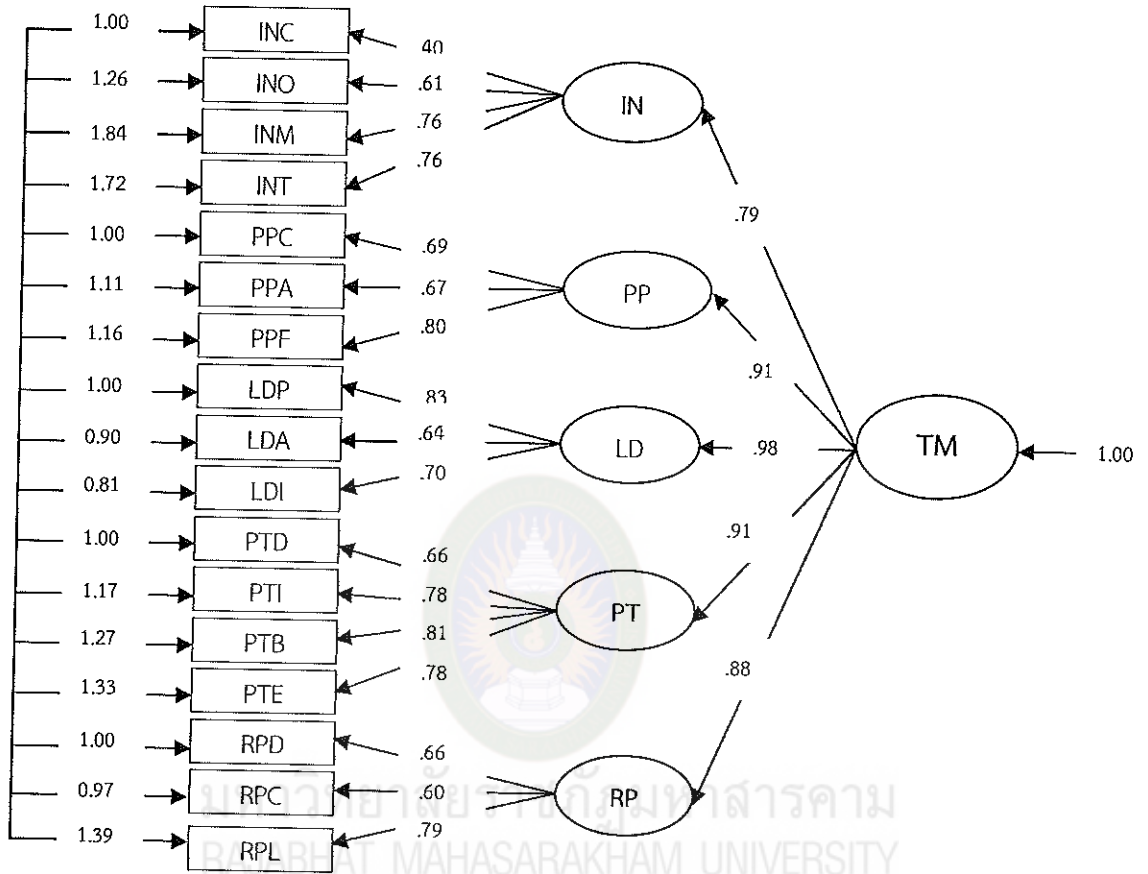 1.00 INC 40
1.26 INO .61 IN
1.84 INM .76
1.72 INT .76
.79
1.00 PPC .69
1.11 PPA .67 PP
1.16 PPF .80
.91
1.00 LDP .83
0.90 LDA .64 LD .98 TM 1.00
0.81 LDI .70
.91
1.00 PTD .66
1.17 PTI .78 PT
1.27 PTB .81
1.33 PTE .78
.88
1.00 RPD .66
0.97 RPC .60 RP
1.39 RPL .79
มหาวิทยาลัยราชภัฏมหาสารคาม
RAJABHAT MAHASARAKHAM UNIVERSITY